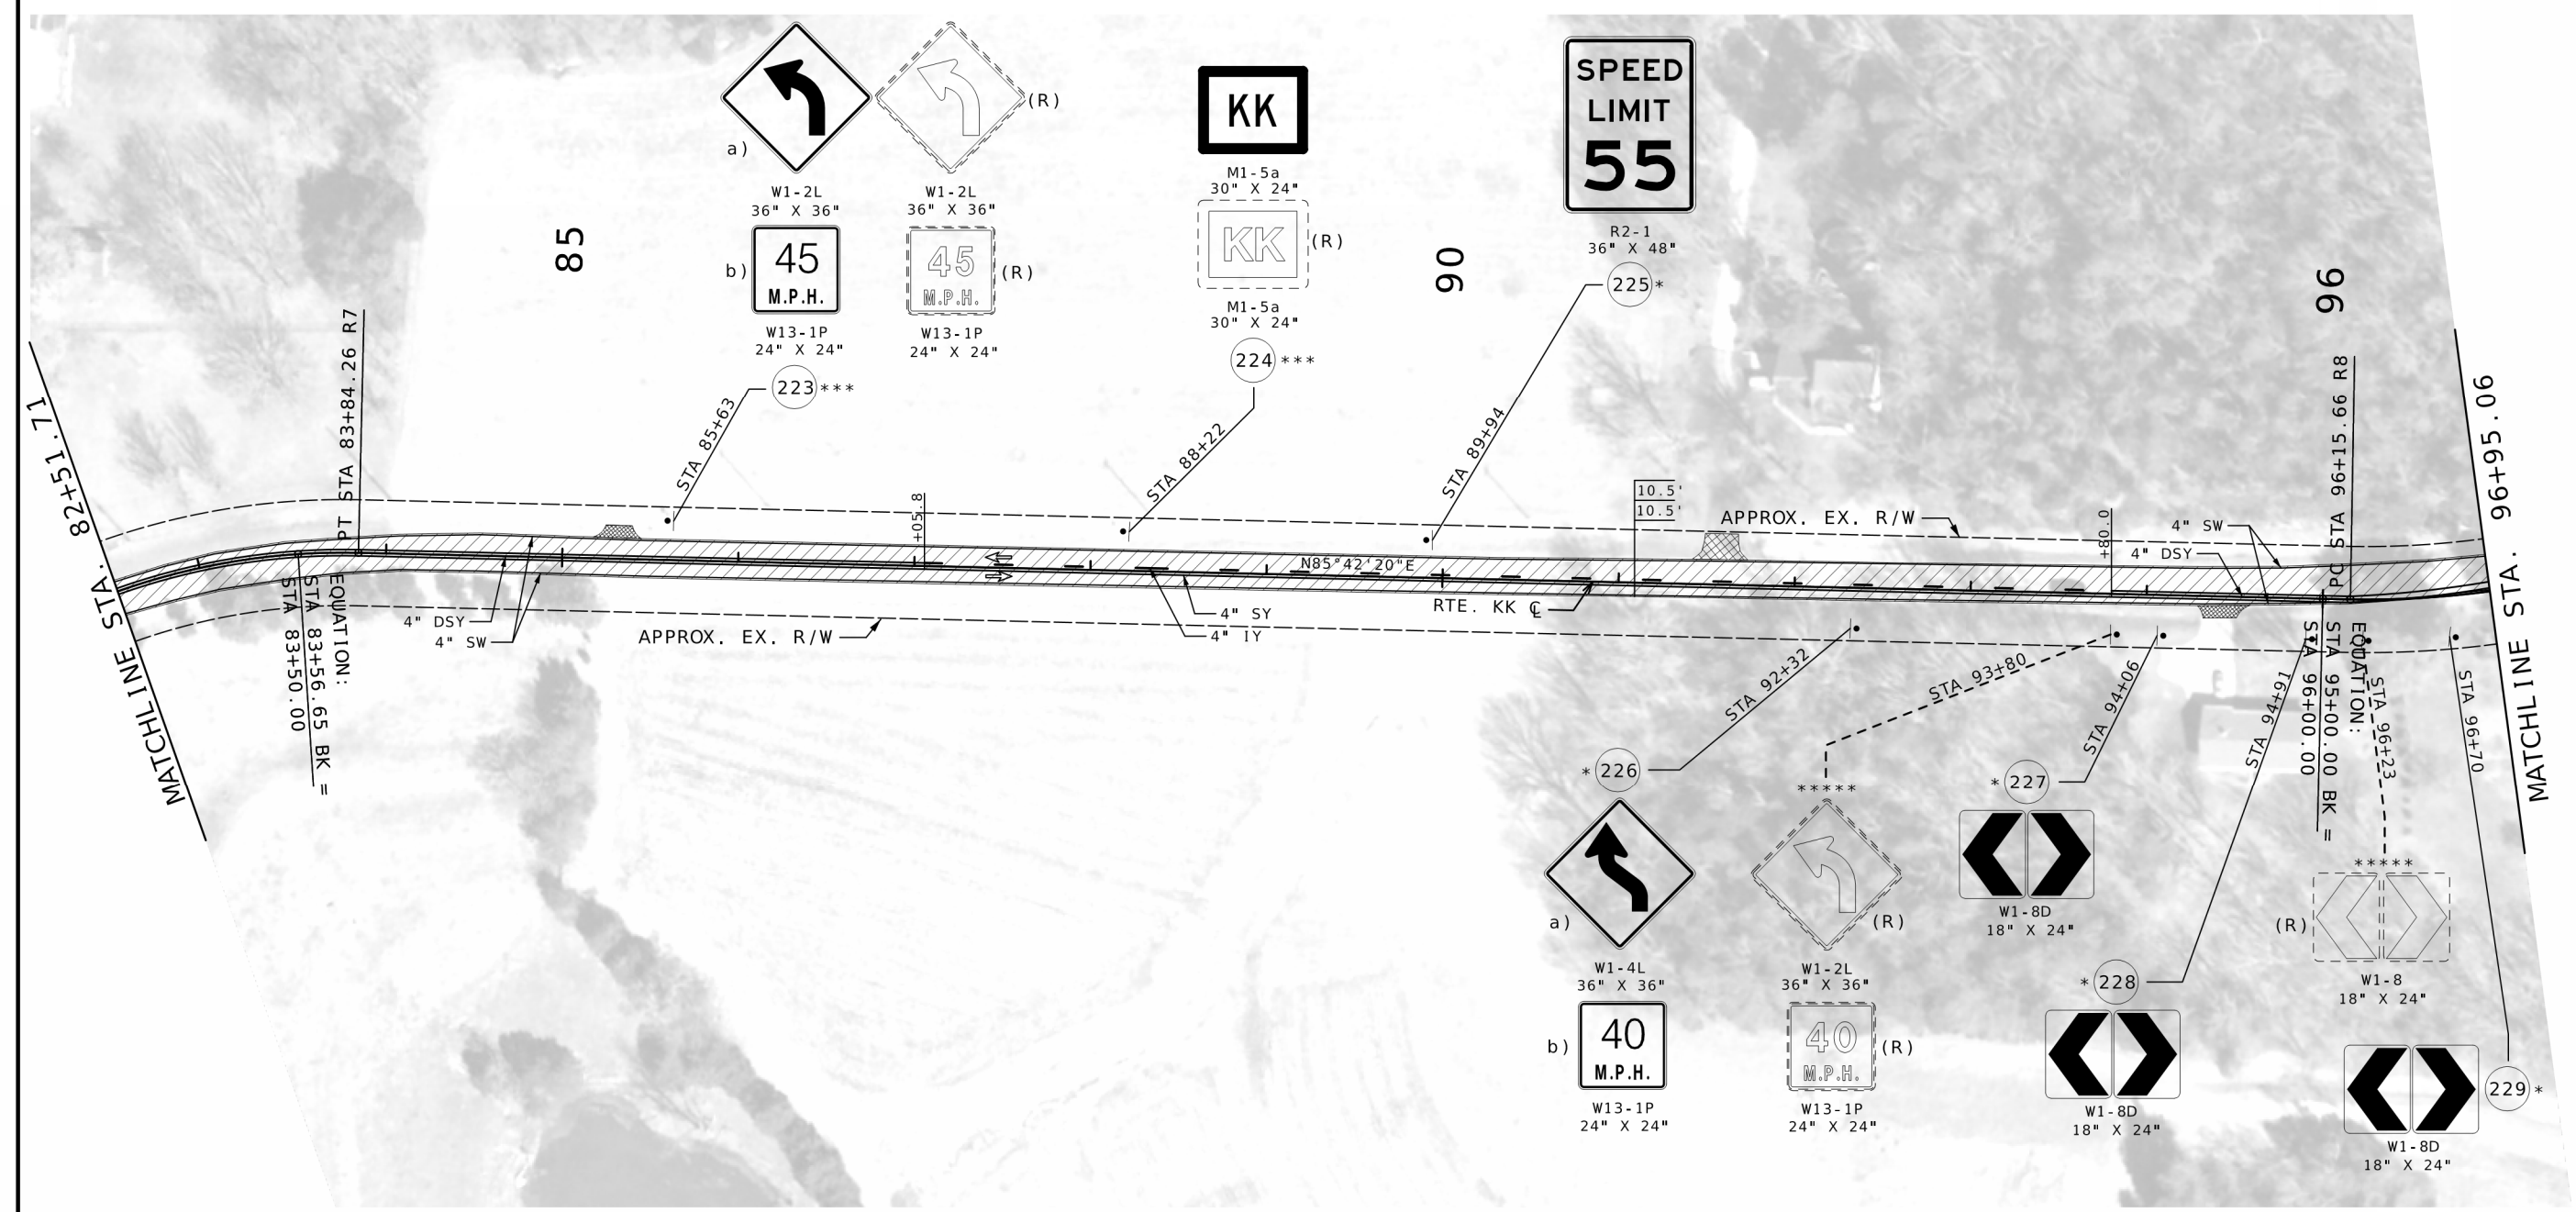 a)
W1-2L
36" X 36"
b)
45
M.P.H.
W13-1P
24" X 24"
223 ***
STA 85+63
(R)
W1-2L
36" X 36"
45
M.P.H.
(R)
W13-1P
24" X 24"
KK
M1-5a
30" X 24"
KK
(R)
M1-5a
30" X 24"
224 ***
STA 88+22
SPEED
LIMIT
55
R2-1
36" X 48"
225 *
STA 89+94
85
90
96
MATCHLINE STA. 82+51.71
PT STA 83+84.26 R7
EQUATION:
STA 83+56.65 BK =
STA 83+50.00
+05.8
10.5'
10.5'
APPROX. EX. R/W
N85°42'20"E
RTE. KK ℄
4" DSY
4" SW
APPROX. EX. R/W
4" SY
4" IY
+80.0
4" SW
4" DSY
PC STA 96+15.66 R8
EQUATION:
STA 95+00.00 BK =
STA 96+00.00
MATCHLINE STA. 96+95.06
STA 92+32
* 226
a)
W1-4L
36" X 36"
b)
40
M.P.H.
W13-1P
24" X 24"
STA 93+80
*****
(R)
W1-2L
36" X 36"
40
M.P.H.
(R)
W13-1P
24" X 24"
STA 94+06
* 227
W1-8D
18" X 24"
STA 94+91
* 228
W1-8D
18" X 24"
STA 96+23
*****
(R)
W1-8
18" X 24"
STA 96+70
229 *
W1-8D
18" X 24"